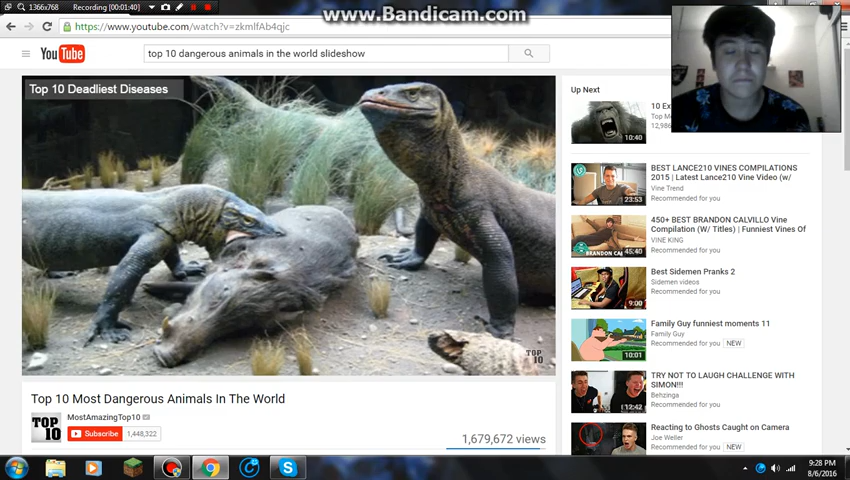 1366x768
Recording [00:01:40]
www.Bandicam.com
https://www.youtube.com/watch?v=zkmlfAb4qjc
YouTube
top 10 dangerous animals in the world slideshow
Top 10 Deadliest Diseases
TOP
10
Top 10 Most Dangerous Animals In The World
TOP
10
MostAmazingTop10
Subscribe
1,448,322
1,679,672 views
Up Next
10 Ex
Top M
12,986
10:40
BEST LANCE210 VINES COMPILATIONS
2015 | Latest Lance210 Vine Video (w/
Vine Trend
Recommended for you
23:53
450+ BEST BRANDON CALVILLO Vine
Compilation (W/ Titles) | Funniest Vines Of
VINE KING
Recommended for you
BRANDON CA
45:40
Best Sidemen Pranks 2
Sidemen videos
Recommended for you
9:00
Family Guy funniest moments 11
Family Guy
Recommended for you NEW
10:01
TRY NOT TO LAUGH CHALLENGE WITH
SIMON!!!
Behzinga
Recommended for you
12:42
Reacting to Ghosts Caught on Camera
Joe Weller
Recommended for you NEW
9:28 PM
8/6/2016